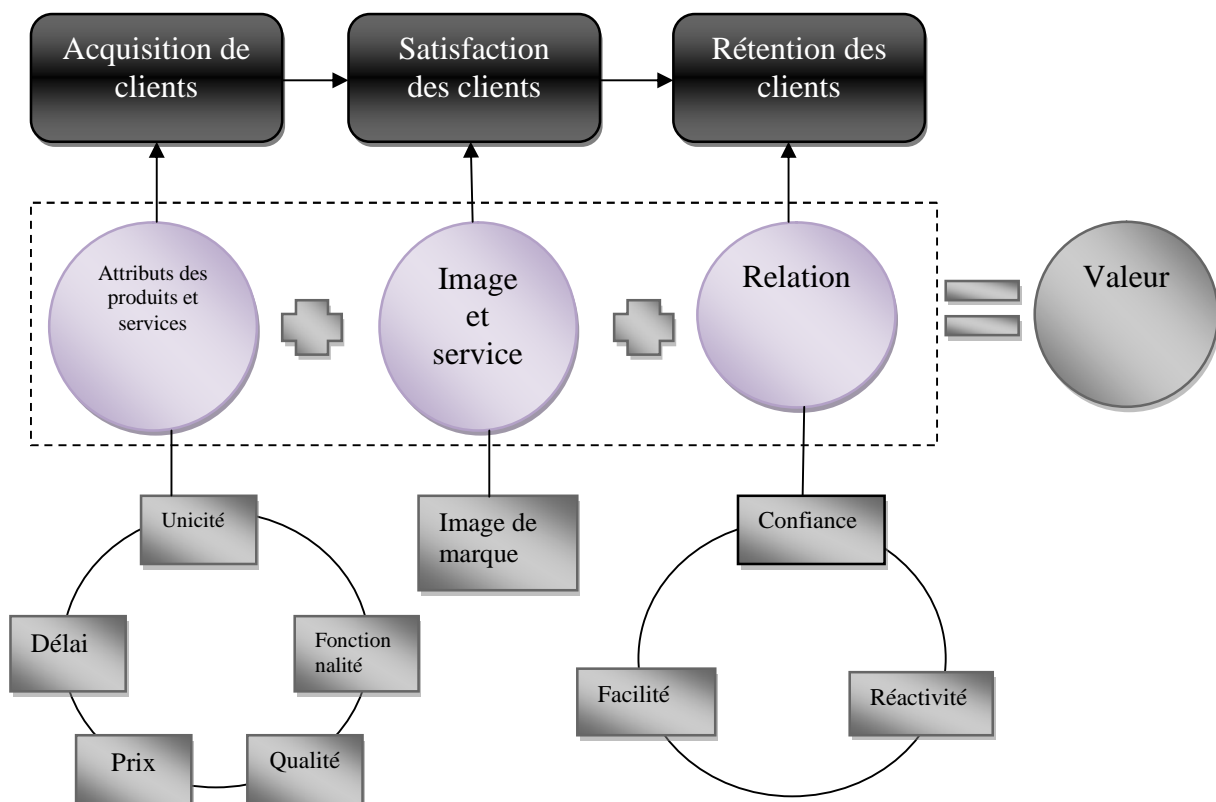 Acquisition de
clients
Satisfaction
des clients
Rétention des
clients
Attributs des
produits et
services
Image
et
service
Relation
Valeur
Unicité
Image de
marque
Confiance
Délai
Fonction
nalité
Facilité
Réactivité
Prix
Qualité